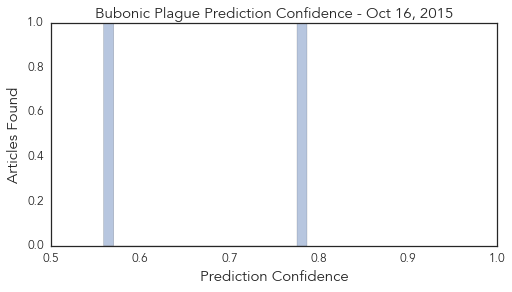 Bubonic Plague Prediction Confidence - Oct 16, 2015
Articles Found
1.0
0.8
0.6
0.4
0.2
0.0
0.5 0.6 0.7 0.8 0.9 1.0
Prediction Confidence